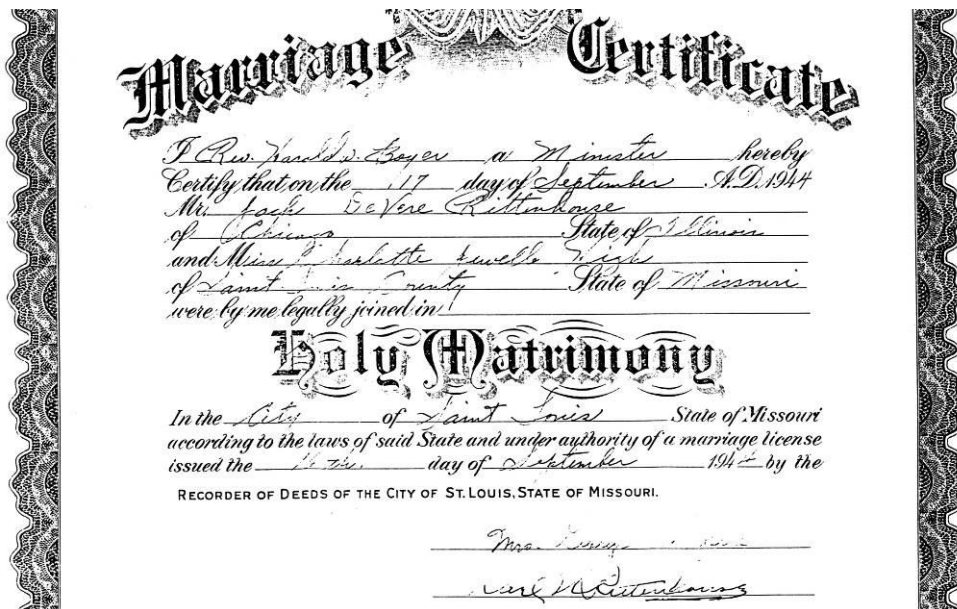 Marriage Certificate
I Rev. Harold W. Boyer a Minister hereby
Certify that on the 17 day of September A.D. 1944
Mr. Jack DeVere Rittenhouse
of Chicago State of Illinois
and Miss Charlotte
of Saint Louis County State of Missouri
were by me legally joined in
Holy Matrimony
In the City of Saint Louis State of Missouri
according to the laws of said State and under authority of a marriage license
issued the day of September 194 by the
RECORDER OF DEEDS OF THE CITY OF ST. LOUIS, STATE OF MISSOURI.
Mrs.
Rittenhouse